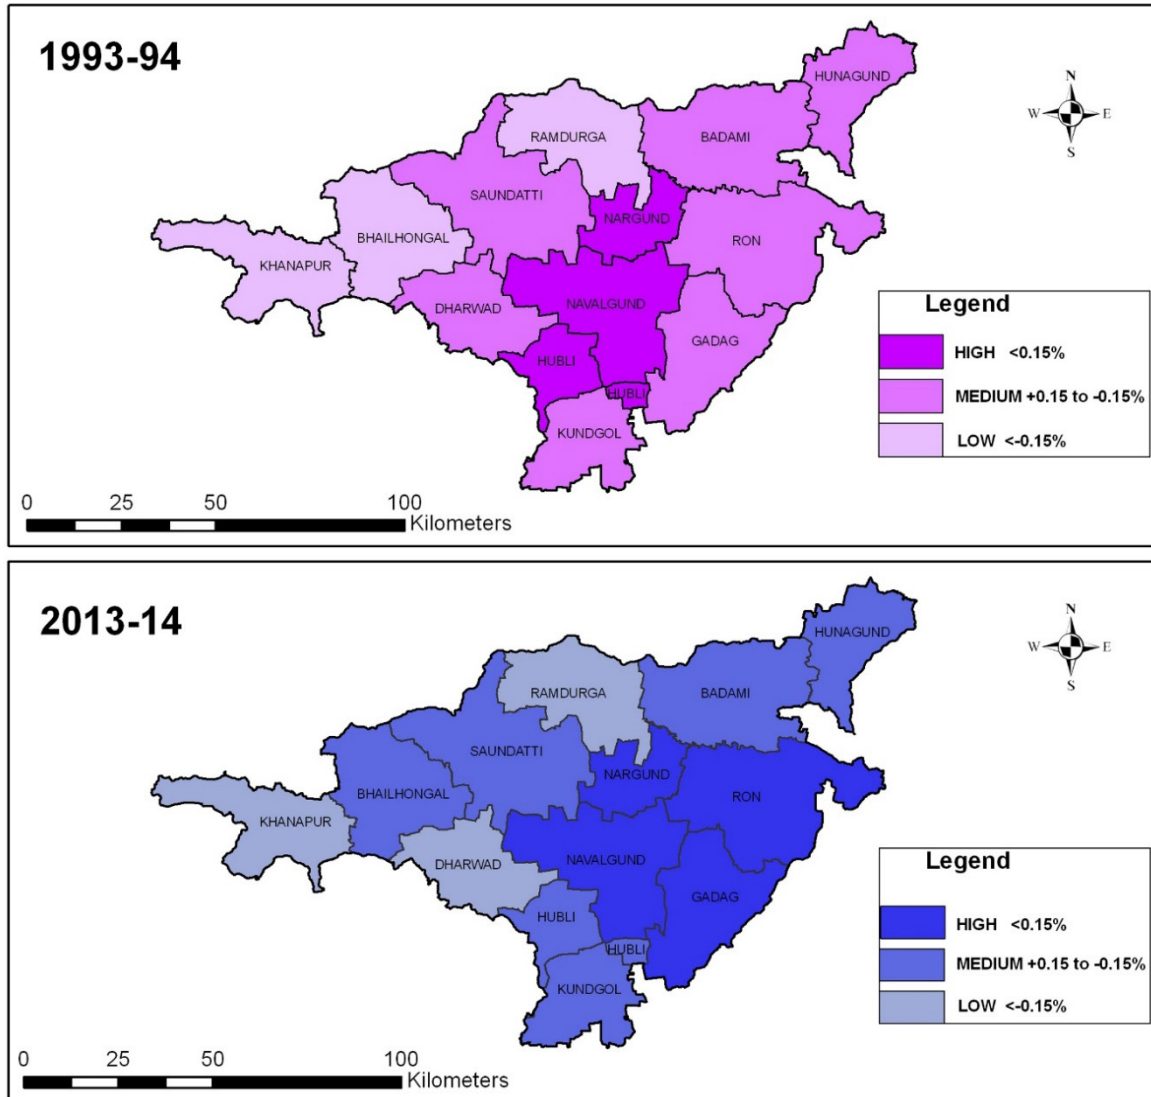 1993-94
N
W E
S
HUNAGUND
RAMDURGA
BADAMI
SAUNDATTI
NARGUND
BHAILHONGAL
RON
KHANAPUR
DHARWAD
NAVALGUND
GADAG
HUBLI
HUBLI
KUNDGOL
Legend
HIGH <0.15%
MEDIUM +0.15 to -0.15%
LOW <-0.15%
0 25 50 100
Kilometers
2013-14
N
W E
S
HUNAGUND
RAMDURGA
BADAMI
SAUNDATTI
NARGUND
BHAILHONGAL
RON
KHANAPUR
DHARWAD
NAVALGUND
GADAG
HUBLI
HUBLI
KUNDGOL
Legend
HIGH <0.15%
MEDIUM +0.15 to -0.15%
LOW <-0.15%
0 25 50 100
Kilometers